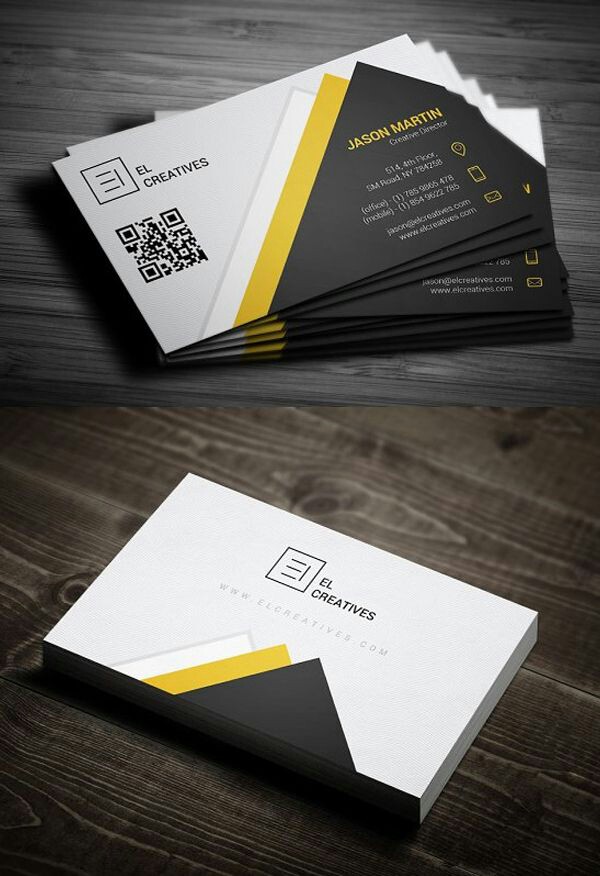 EL
CREATIVES
JASON MARTIN
Creative Director
514, 4th Floor,
SM Road, NY 784258
(office) - (1) 785 9865 478
(mobile) - (1) 854 9622 785
jason@elcreatives.com
www.elcreatives.com
622 785
jason@elcreatives.com
www.elcreatives.com
EL
CREATIVES
WWW.ELCREATIVES.COM